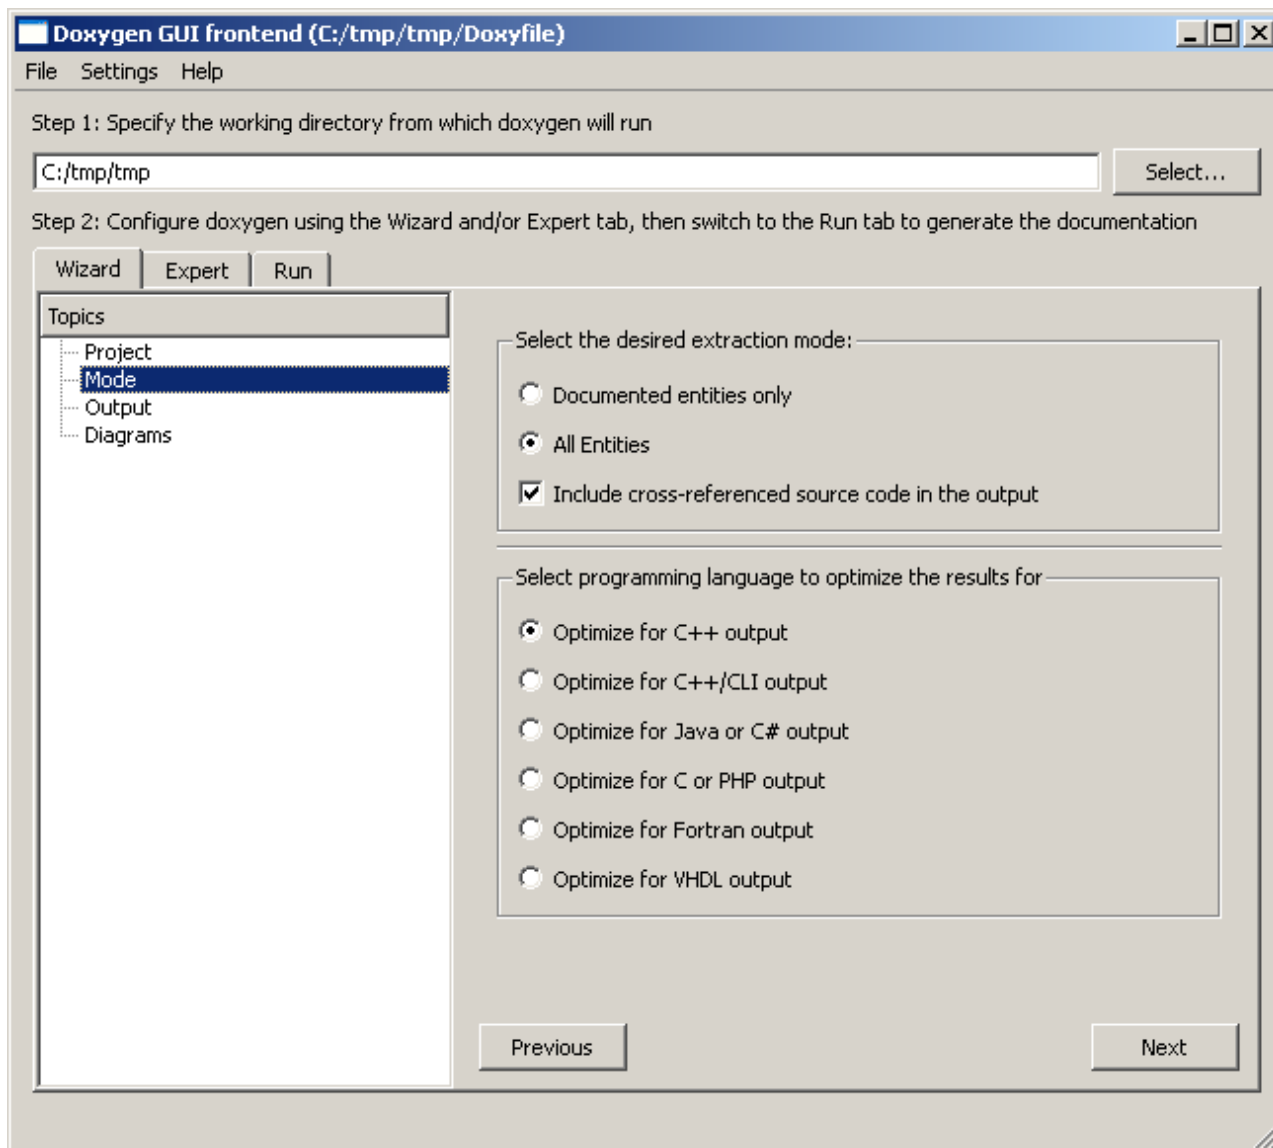 Doxygen GUI frontend (C:/tmp/tmp/Doxyfile)
File Settings Help
Step 1: Specify the working directory from which doxygen will run
C:/tmp/tmp Select...
Step 2: Configure doxygen using the Wizard and/or Expert tab, then switch to the Run tab to generate the documentation
Wizard Expert Run
Topics
Project
Mode
Output
Diagrams
Select the desired extraction mode:
Documented entities only
All Entities
Include cross-referenced source code in the output
Select programming language to optimize the results for
Optimize for C++ output
Optimize for C++/CLI output
Optimize for Java or C# output
Optimize for C or PHP output
Optimize for Fortran output
Optimize for VHDL output
Previous Next